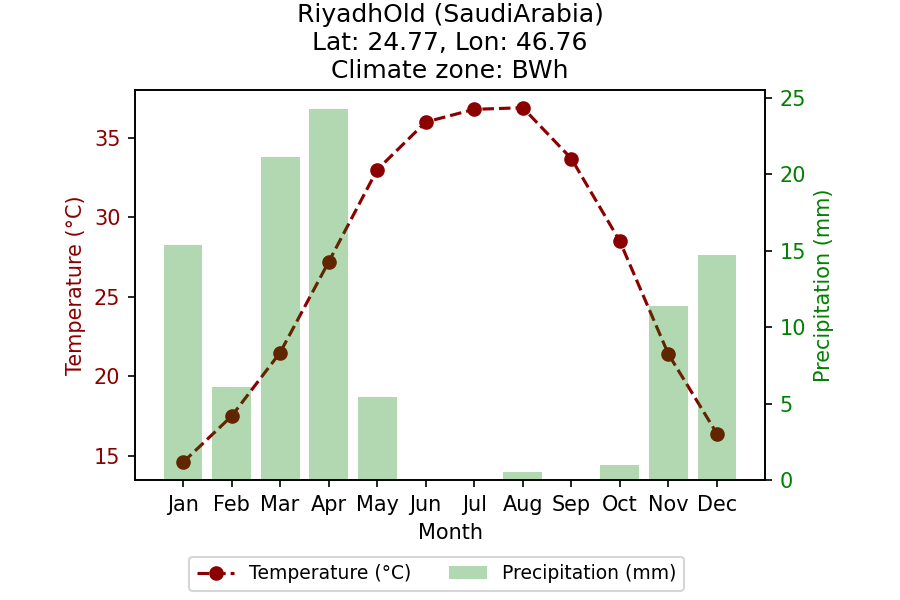 RiyadhOld (SaudiArabia)
Lat: 24.77, Lon: 46.76
Climate zone: BWh
Temperature (°C)
35
30
25
20
15
Precipitation (mm)
25
20
15
10
5
0
Jan Feb Mar Apr May Jun Jul Aug Sep Oct Nov Dec
Month
Temperature (°C) Precipitation (mm)